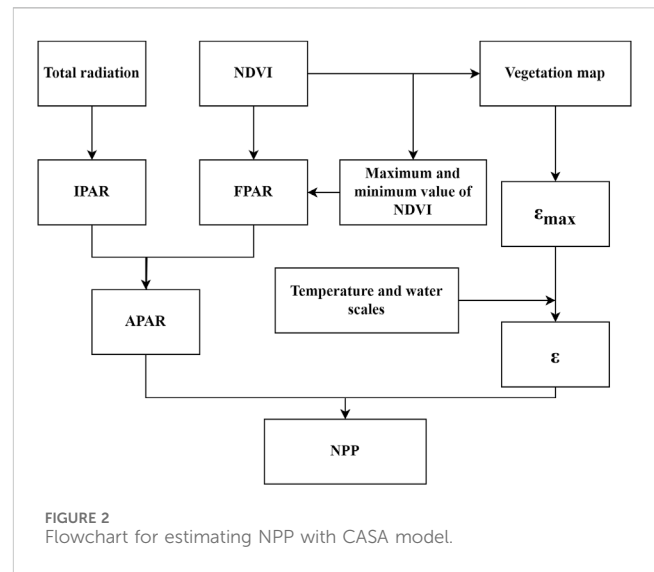 Total radiation
NDVI
Vegetation map
IPAR
FPAR
Maximum and
minimum value of
NDVI
εmax
Temperature and water
scales
APAR
ε
NPP
FIGURE 2
Flowchart for estimating NPP with CASA model.